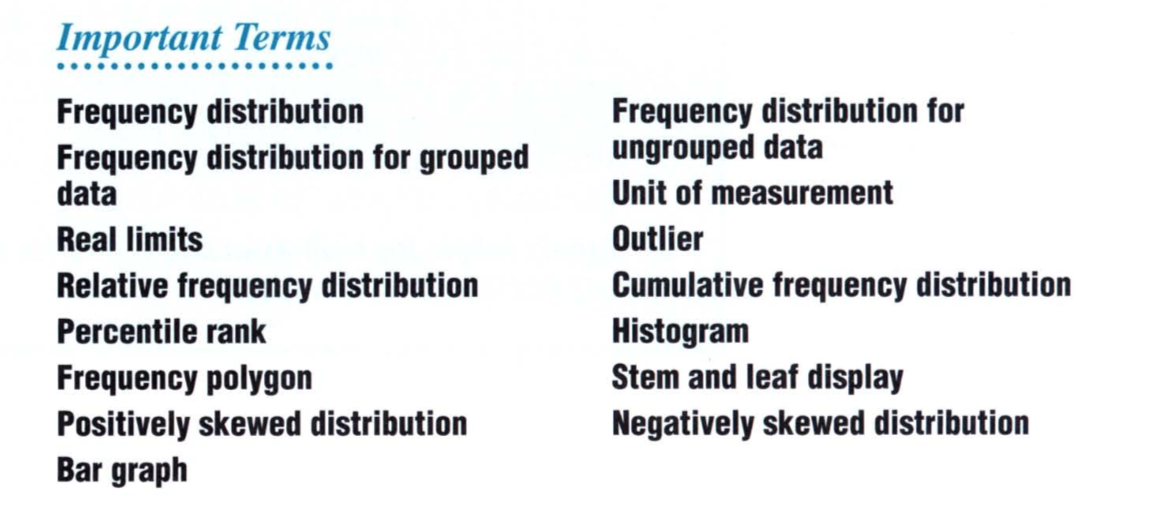 Important Terms
Frequency distribution
Frequency distribution for grouped
data
Real limits
Relative frequency distribution
Percentile rank
Frequency polygon
Positively skewed distribution
Bar graph
Frequency distribution for
ungrouped data
Unit of measurement
Outlier
Cumulative frequency distribution
Histogram
Stem and leaf display
Negatively skewed distribution